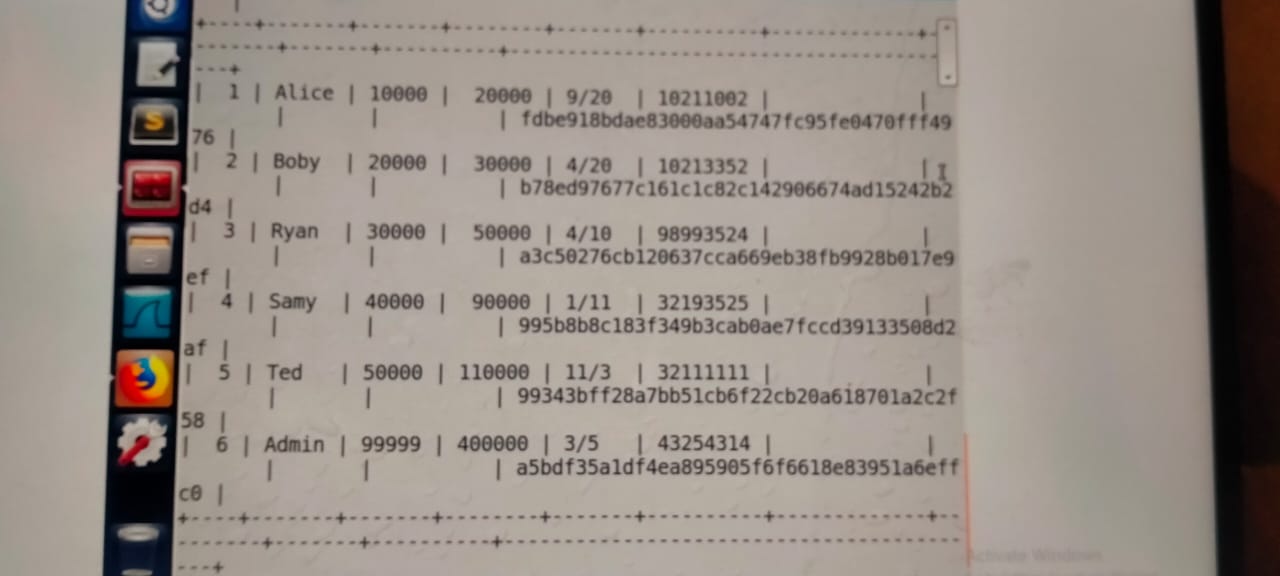 |
+----+-------+-------+--------+-------+----------+-------------+--
--------+-------+----------+--------------------------------------
---+
| 1 | Alice | 10000 | 20000 | 9/20 | 10211002 | |
| | | fdbe918bdae83000aa54747fc95fe0470fff49
76 |
| 2 | Boby | 20000 | 30000 | 4/20 | 10213352 | |
| | | b78ed97677c161c1c82c142906674ad15242b2
d4 |
| 3 | Ryan | 30000 | 50000 | 4/10 | 98993524 | |
| | | a3c50276cb120637cca669eb38fb9928b017e9
ef |
| 4 | Samy | 40000 | 90000 | 1/11 | 32193525 | |
| | | 995b8b8c183f349b3cab0ae7fccd39133508d2
af |
| 5 | Ted | 50000 | 110000 | 11/3 | 32111111 | |
| | | 99343bff28a7bb51cb6f22cb20a618701a2c2f
58 |
| 6 | Admin | 99999 | 400000 | 3/5 | 43254314 | |
| | | a5bdf35a1df4ea895905f6f6618e83951a6eff
c0 |
+----+-------+-------+--------+-------+----------+-------------+--
--------+-------+----------+--------------------------------------
---+
Activate Windows